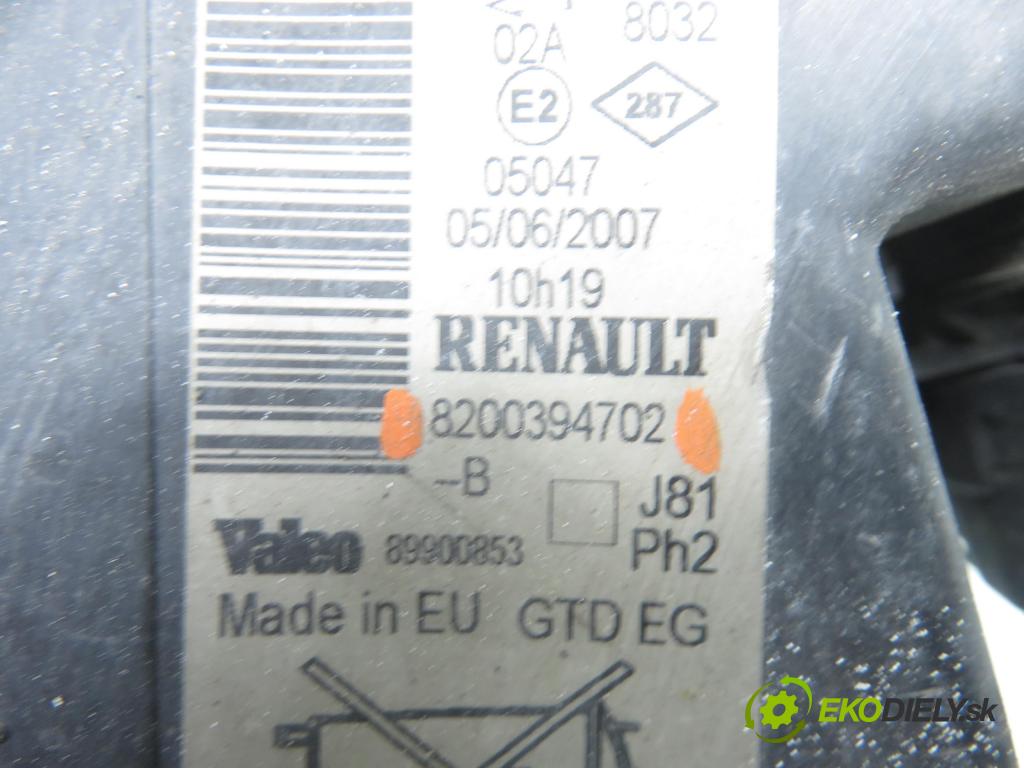 02A
8032
E2
287
05047
05/06/2007
10h19
RENAULT
8200394702
-B
J81
Ph2
Valeo 89900853
Made in EU GTD EG
EKODIELY.sk